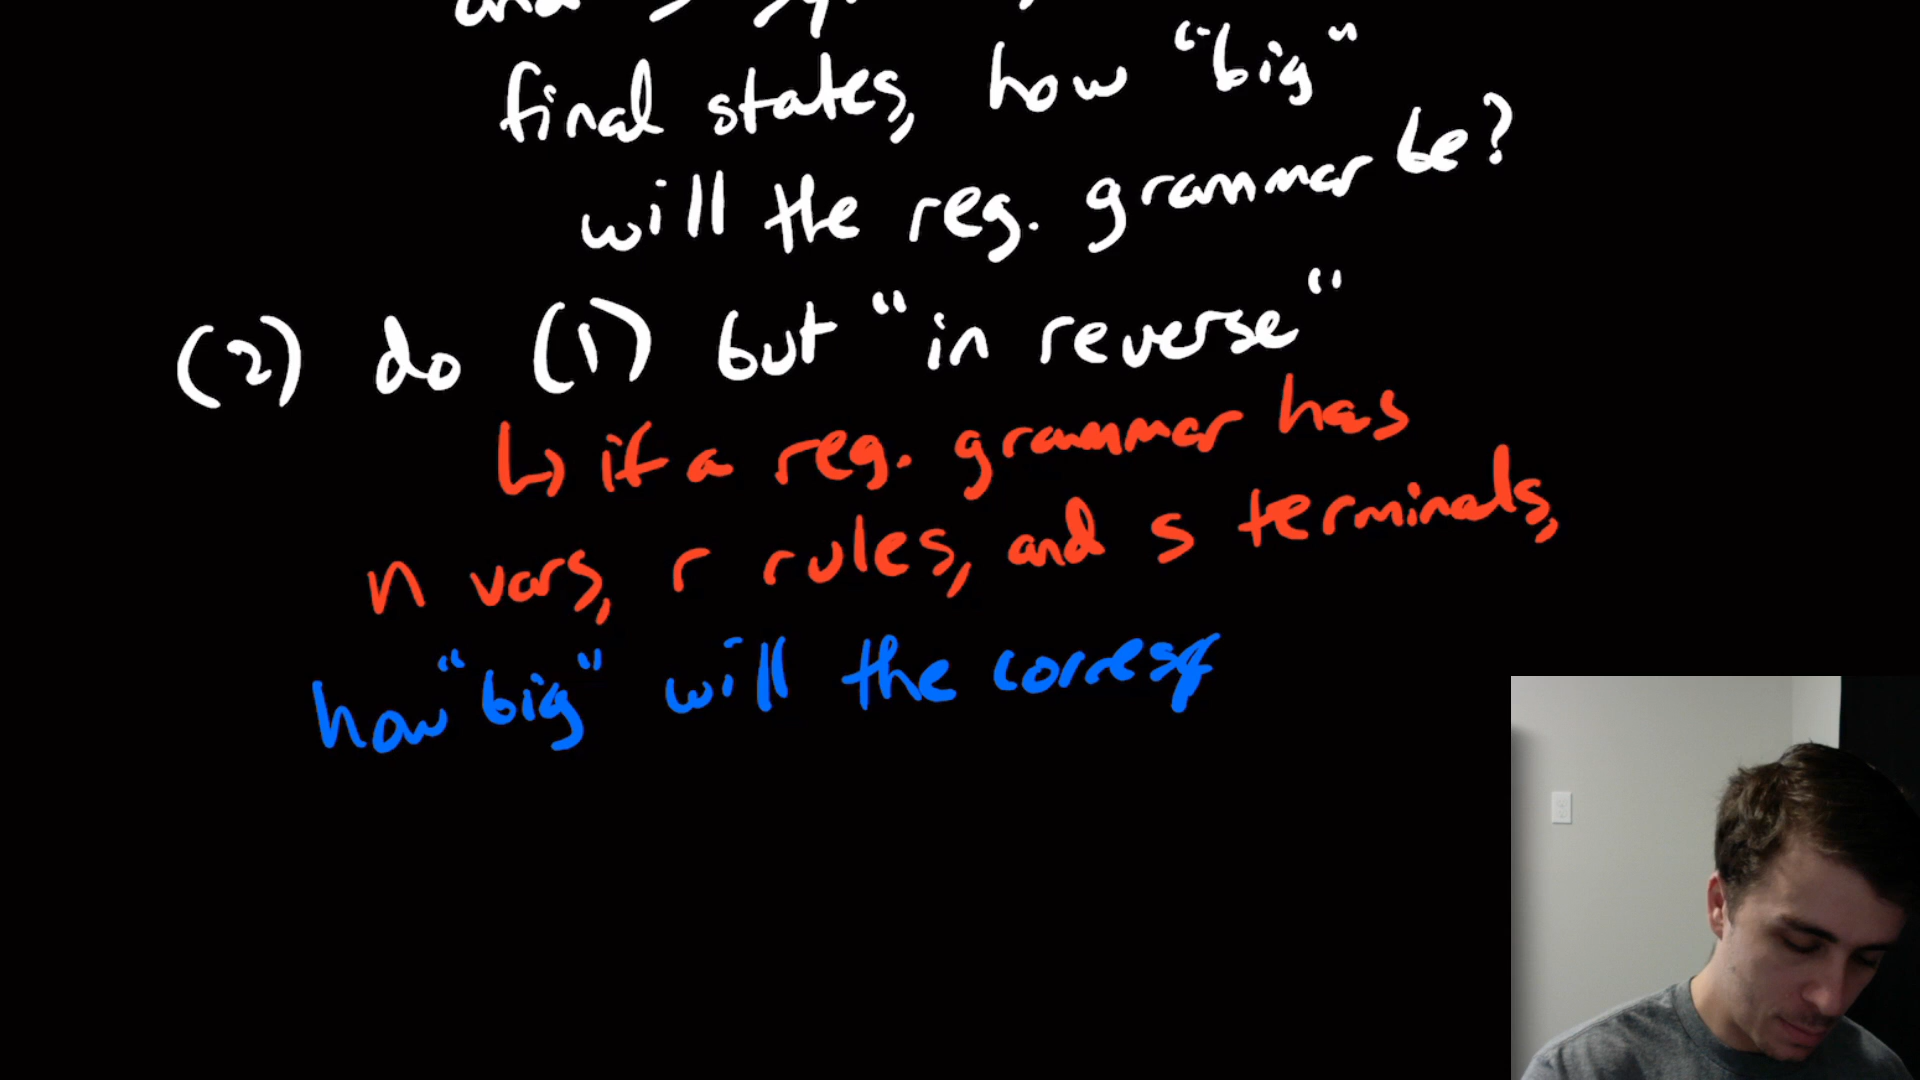 and s
final states, how "big"
will the reg. grammar be?
(2) do (1) but "in reverse"
↳ if a reg. grammar has
n vars, r rules, and s terminals,
how "big" will the corresp